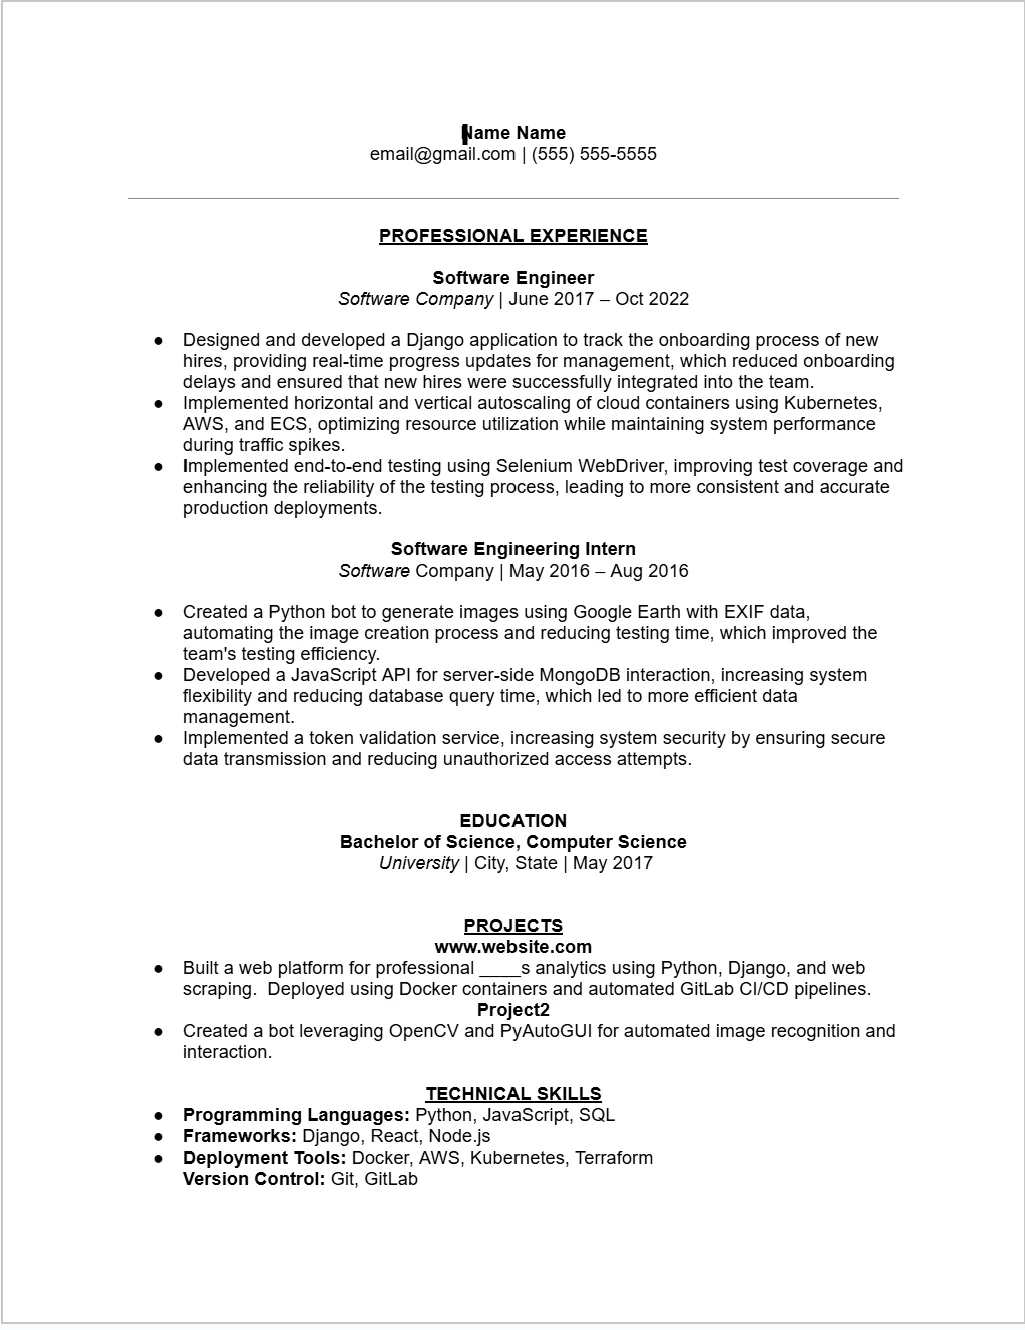 Name Name
email@gmail.com | (555) 555-5555
PROFESSIONAL EXPERIENCE
Software Engineer
Software Company | June 2017 – Oct 2022
● Designed and developed a Django application to track the onboarding process of new
hires, providing real-time progress updates for management, which reduced onboarding
delays and ensured that new hires were successfully integrated into the team.
● Implemented horizontal and vertical autoscaling of cloud containers using Kubernetes,
AWS, and ECS, optimizing resource utilization while maintaining system performance
during traffic spikes.
● Implemented end-to-end testing using Selenium WebDriver, improving test coverage and
enhancing the reliability of the testing process, leading to more consistent and accurate
production deployments.
Software Engineering Intern
Software Company | May 2016 – Aug 2016
● Created a Python bot to generate images using Google Earth with EXIF data,
automating the image creation process and reducing testing time, which improved the
team's testing efficiency.
● Developed a JavaScript API for server-side MongoDB interaction, increasing system
flexibility and reducing database query time, which led to more efficient data
management.
● Implemented a token validation service, increasing system security by ensuring secure
data transmission and reducing unauthorized access attempts.
EDUCATION
Bachelor of Science, Computer Science
University | City, State | May 2017
PROJECTS
www.website.com
● Built a web platform for professional ____s analytics using Python, Django, and web
scraping.  Deployed using Docker containers and automated GitLab CI/CD pipelines.
Project2
● Created a bot leveraging OpenCV and PyAutoGUI for automated image recognition and
interaction.
TECHNICAL SKILLS
● Programming Languages: Python, JavaScript, SQL
● Frameworks: Django, React, Node.js
● Deployment Tools: Docker, AWS, Kubernetes, Terraform
Version Control: Git, GitLab